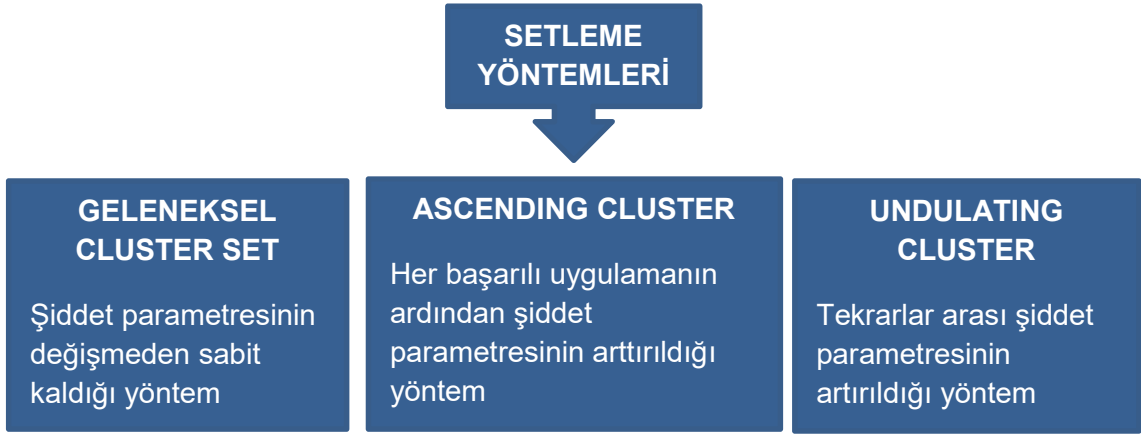 SETLEME
YÖNTEMLERİ
GELENEKSEL
CLUSTER SET
Şiddet parametresinin
değişmeden sabit
kaldığı yöntem
ASCENDING CLUSTER
Her başarılı uygulamanın
ardından şiddet
parametresinin arttırıldığı
yöntem
UNDULATING
CLUSTER
Tekrarlar arası şiddet
parametresinin
artırıldığı yöntem